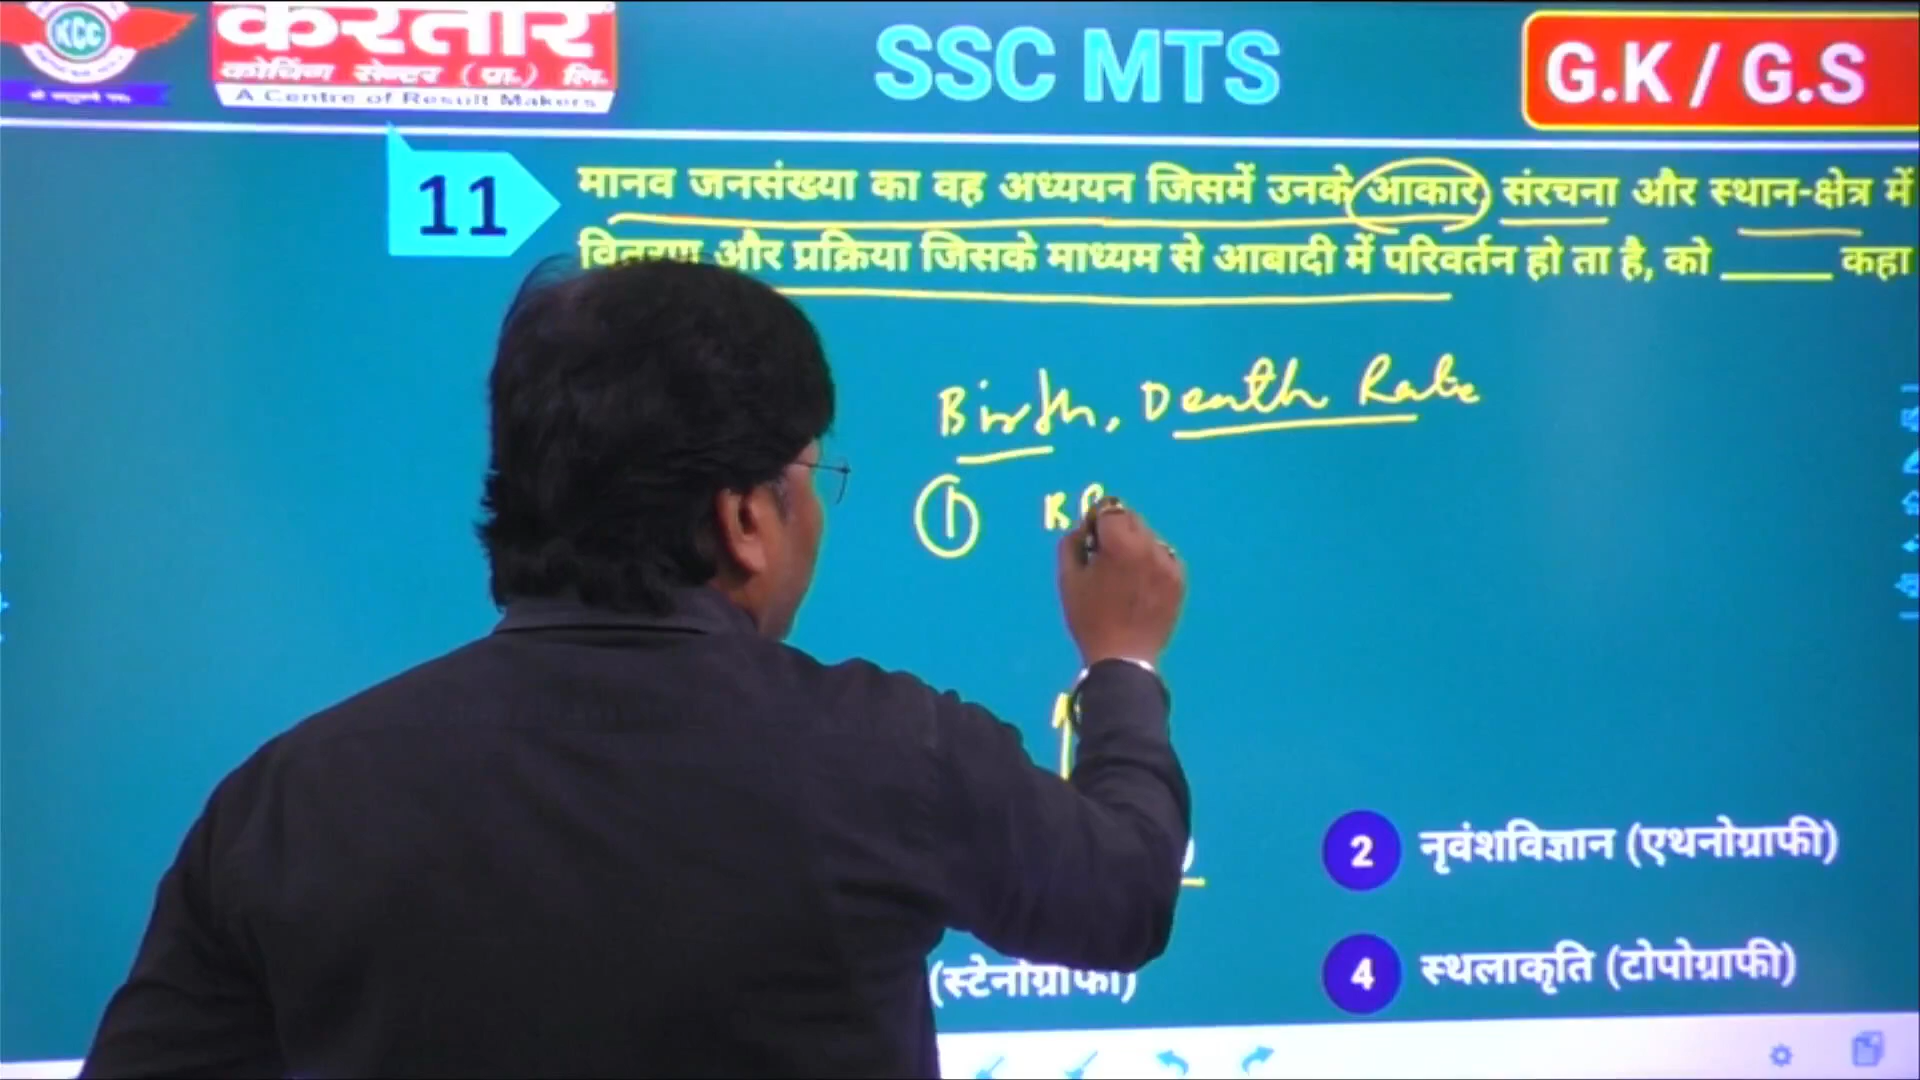 KCC
करतार
कोचिंग सेन्टर (प्रा.) लि.
A Centre of Result Makers
SSC MTS
G.K / G.S
11
मानव जनसंख्या का वह अध्ययन जिसमें उनके आकार, संरचना और स्थान-क्षेत्र में
वितरण और प्रक्रिया जिसके माध्यम से आबादी में परिवर्तन हो ता है, को _____ कहा
Birth, Death Rate
1
2 नृवंशविज्ञान (एथनोग्राफी)
(स्टेनोग्राफी)
4 स्थलाकृति (टोपोग्राफी)